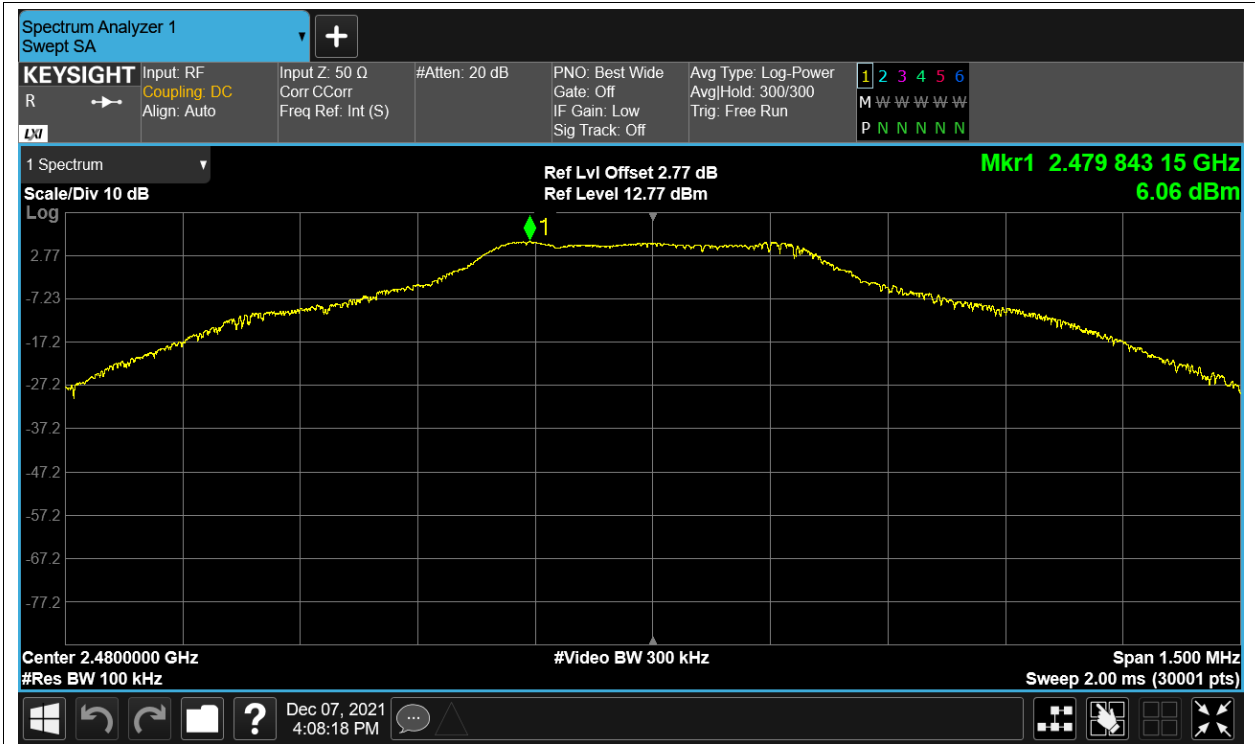 Spectrum Analyzer 1
Swept SA
KEYSIGHT
R
LXI
Input: RF
Coupling: DC
Align: Auto
Input Z: 50 Ω
Corr CCorr
Freq Ref: Int (S)
#Atten: 20 dB
PNO: Best Wide
Gate: Off
IF Gain: Low
Sig Track: Off
Avg Type: Log-Power
Avg|Hold: 300/300
Trig: Free Run
1 2 3 4 5 6
M W W W W W
P N N N N N
1 Spectrum
Scale/Div 10 dB
Log
Ref Lvl Offset 2.77 dB
Ref Level 12.77 dBm
Mkr1 2.479 843 15 GHz
6.06 dBm
1
2.77
-7.23
-17.2
-27.2
-37.2
-47.2
-57.2
-67.2
-77.2
Center 2.4800000 GHz
#Res BW 100 kHz
#Video BW 300 kHz
Span 1.500 MHz
Sweep 2.00 ms (30001 pts)
?
Dec 07, 2021
4:08:18 PM